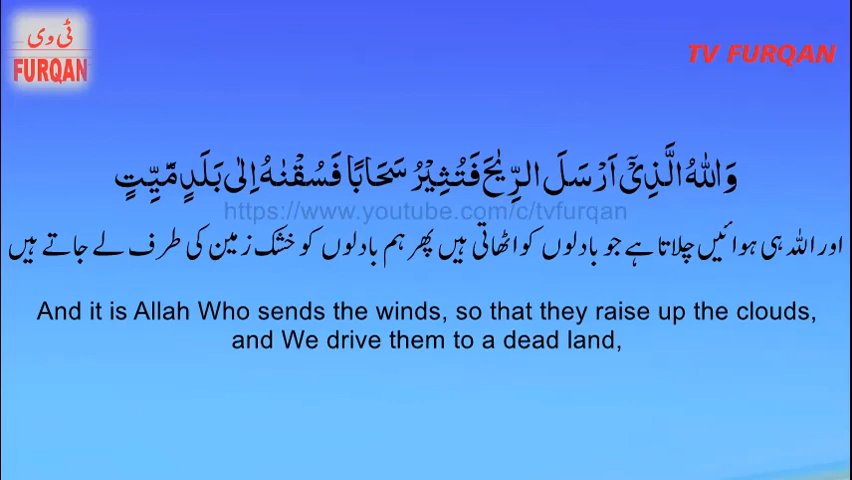 ٹی وی
FURQAN
TV FURQAN
وَاللّٰهُ الَّذِىْۤ اَرْسَلَ الرِّيٰحَ فَتُثِيْرُ سَحَابًا فَسُقْنٰهُ اِلٰى بَلَدٍ مَّيِّتٍ
https://www.youtube.com/c/tvfurqan
اور اللہ ہی ہوائیں چلاتا ہے جو بادلوں کو اٹھاتی ہیں پھر ہم بادلوں کو خشک زمین کی طرف لے جاتے ہیں
And it is Allah Who sends the winds, so that they raise up the clouds,
and We drive them to a dead land,